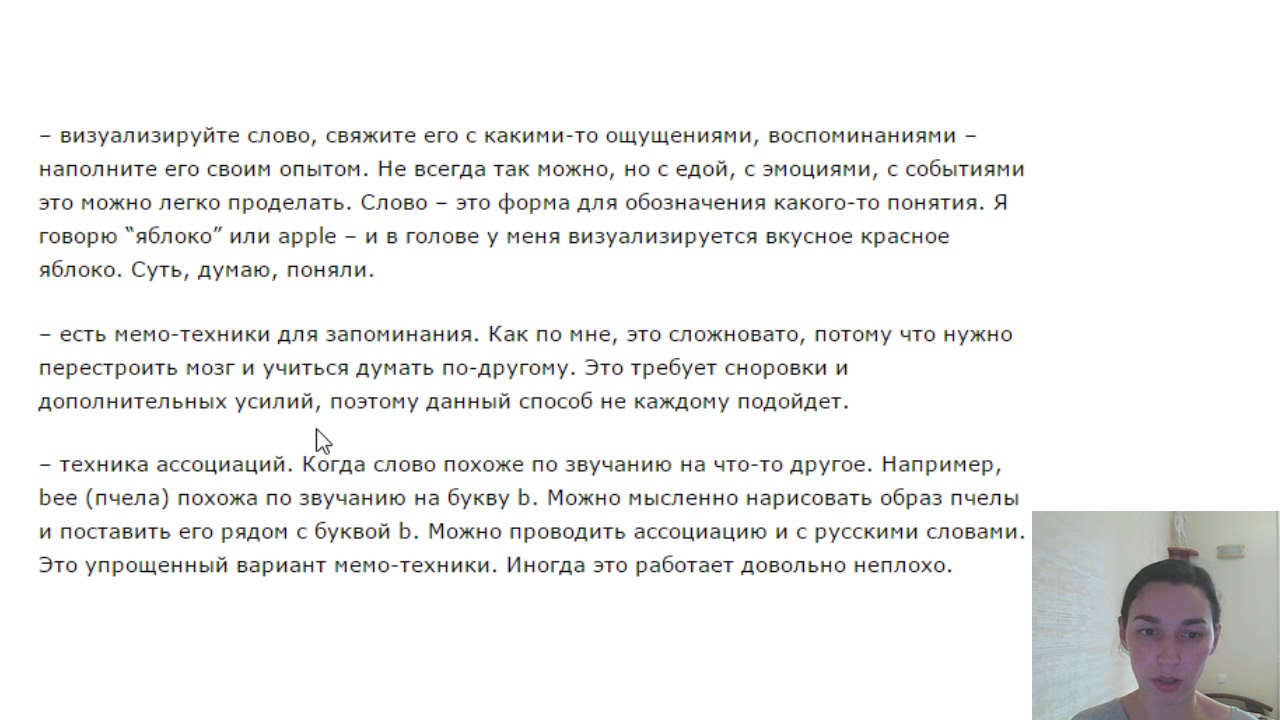 – визуализируйте слово, свяжите его с какими-то ощущениями, воспоминаниями –
наполните его своим опытом. Не всегда так можно, но с едой, с эмоциями, с событиями
это можно легко проделать. Слово – это форма для обозначения какого-то понятия. Я
говорю “яблоко” или apple – и в голове у меня визуализируется вкусное красное
яблоко. Суть, думаю, поняли.
– есть мемо-техники для запоминания. Как по мне, это сложновато, потому что нужно
перестроить мозг и учиться думать по-другому. Это требует сноровки и
дополнительных усилий, поэтому данный способ не каждому подойдет.
– техника ассоциаций. Когда слово похоже по звучанию на что-то другое. Например,
bee (пчела) похожа по звучанию на букву b. Можно мысленно нарисовать образ пчелы
и поставить его рядом с буквой b. Можно проводить ассоциацию и с русскими словами.
Это упрощенный вариант мемо-техники. Иногда это работает довольно неплохо.